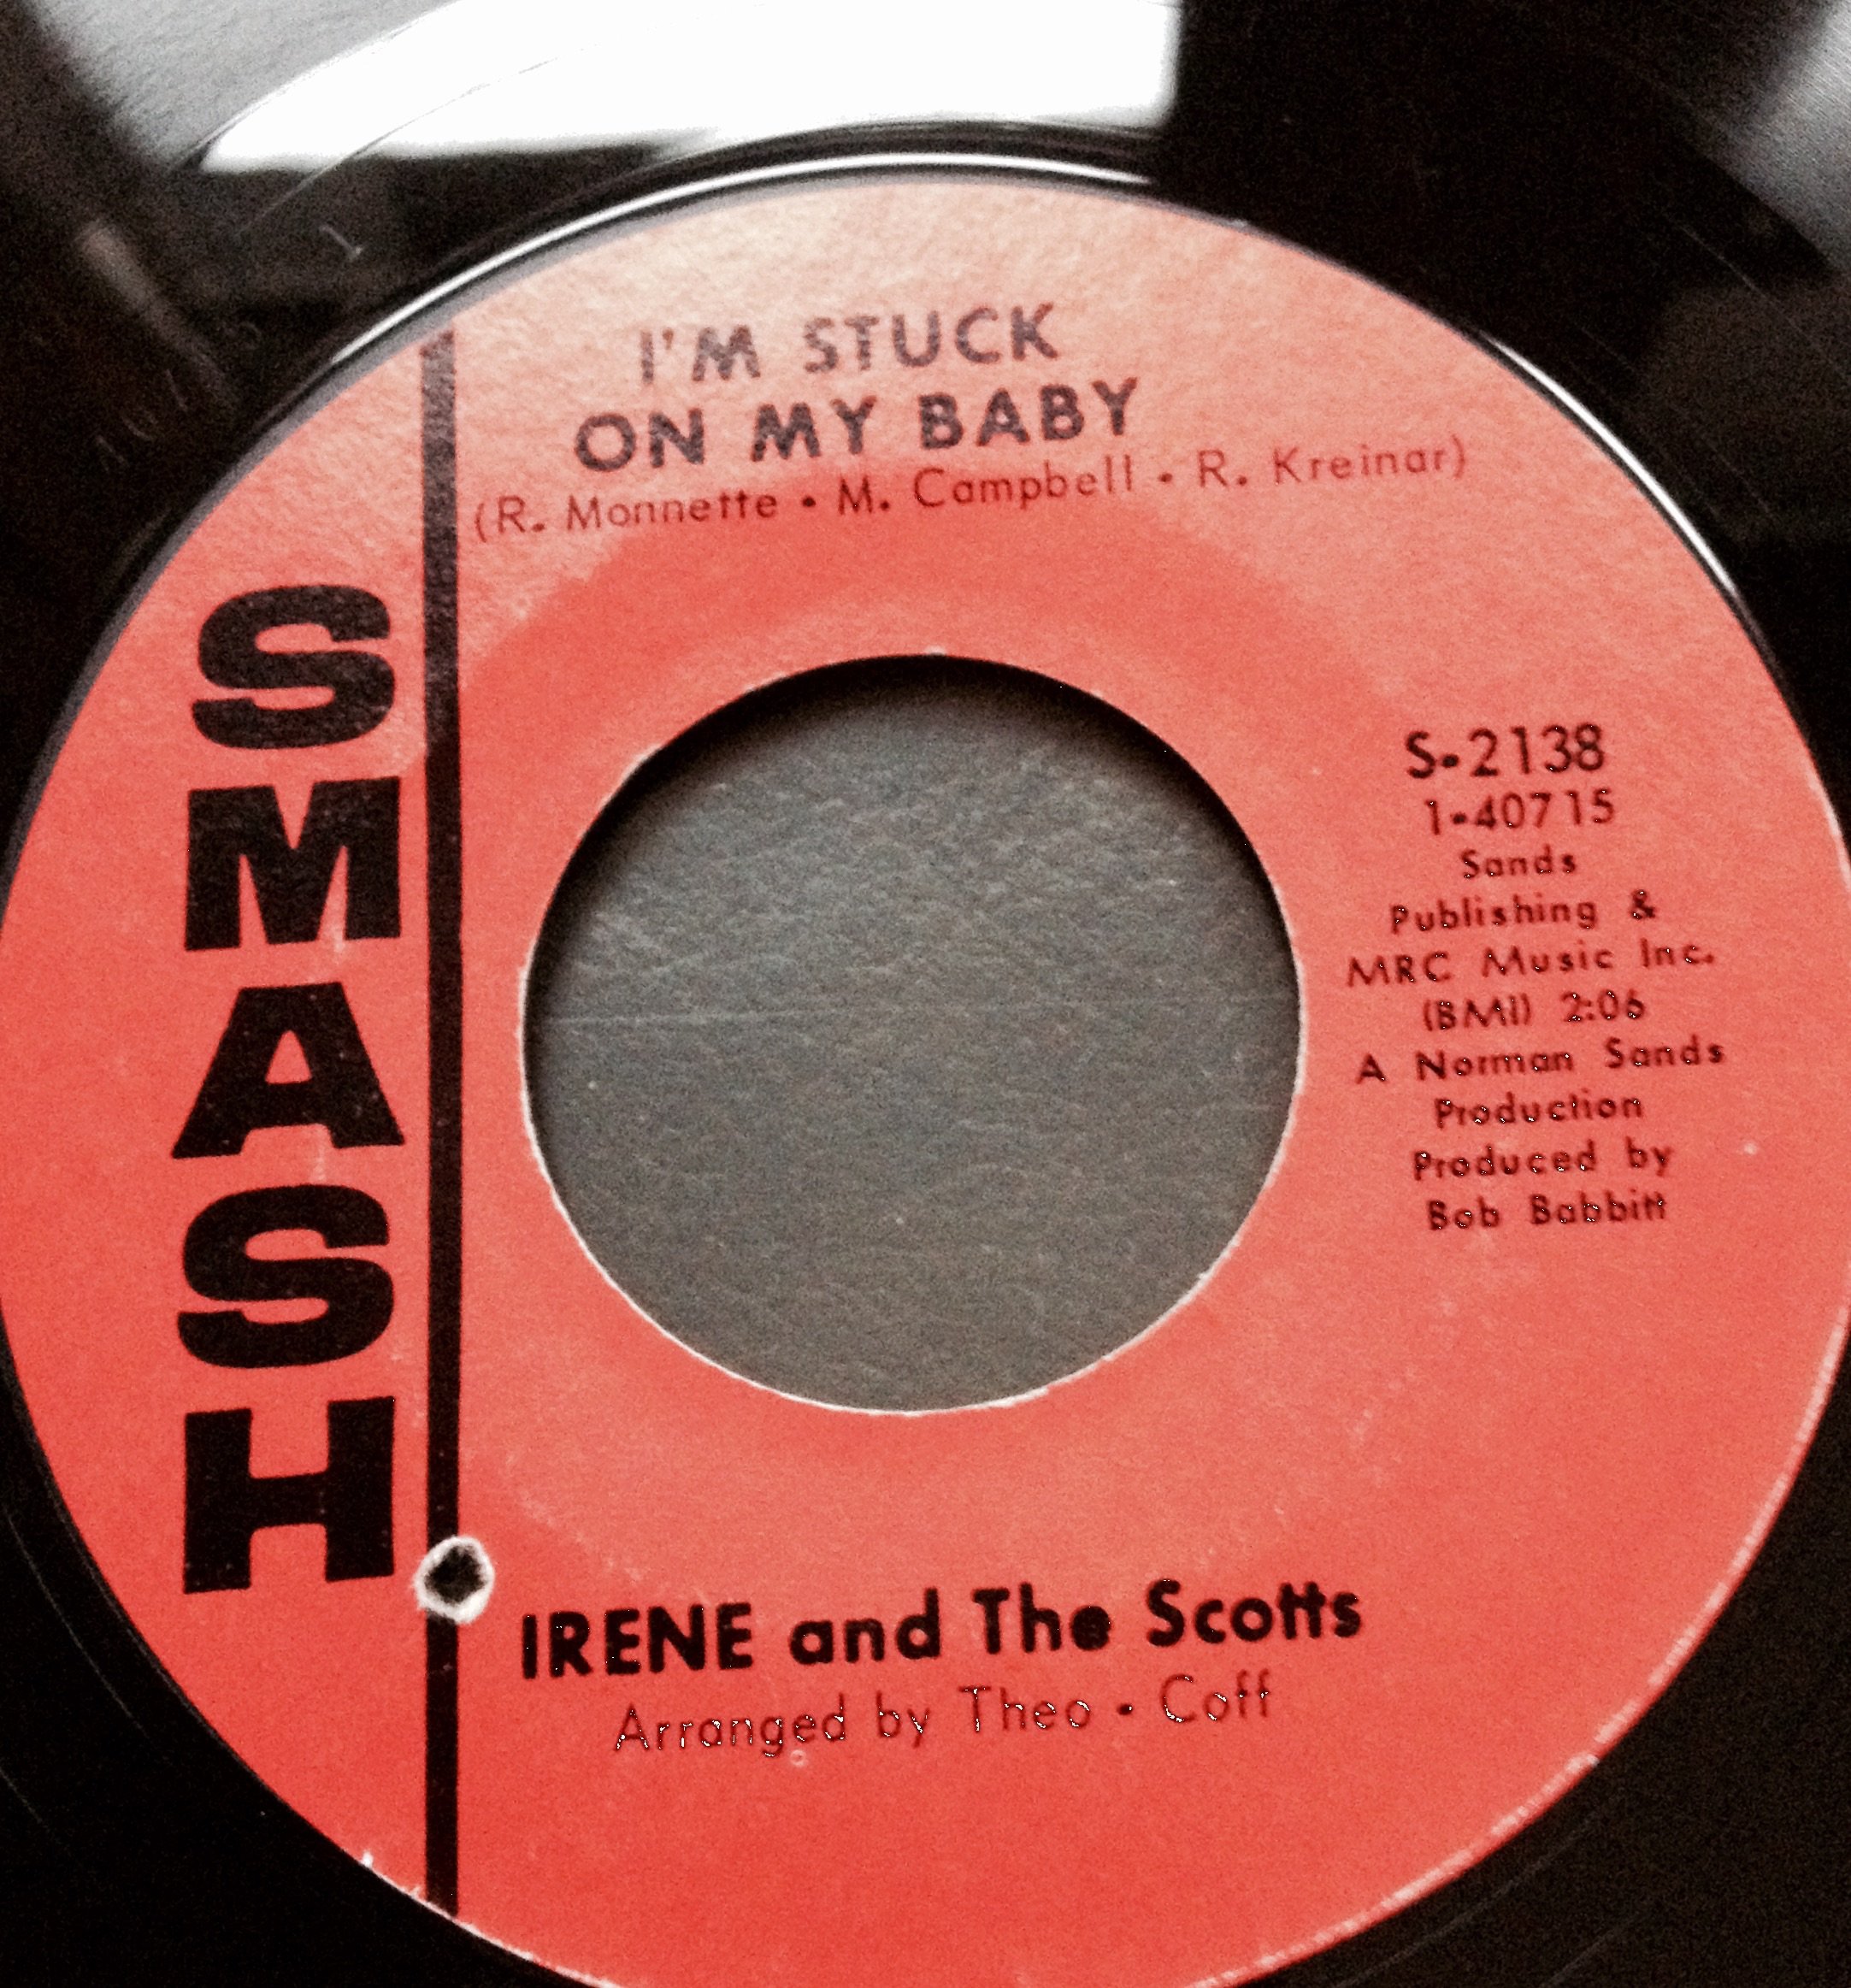 I'M STUCK
ON MY BABY
(R. Monnette • M. Campbell • R. Kreinar)
SMASH
S-2138
1-40715
Sands
Publishing &
MRC Music Inc.
(BMI) 2:06
A Norman Sands
Production
Produced by
Bob Babbitt
IRENE and The Scotts
Arranged by Theo • Coff